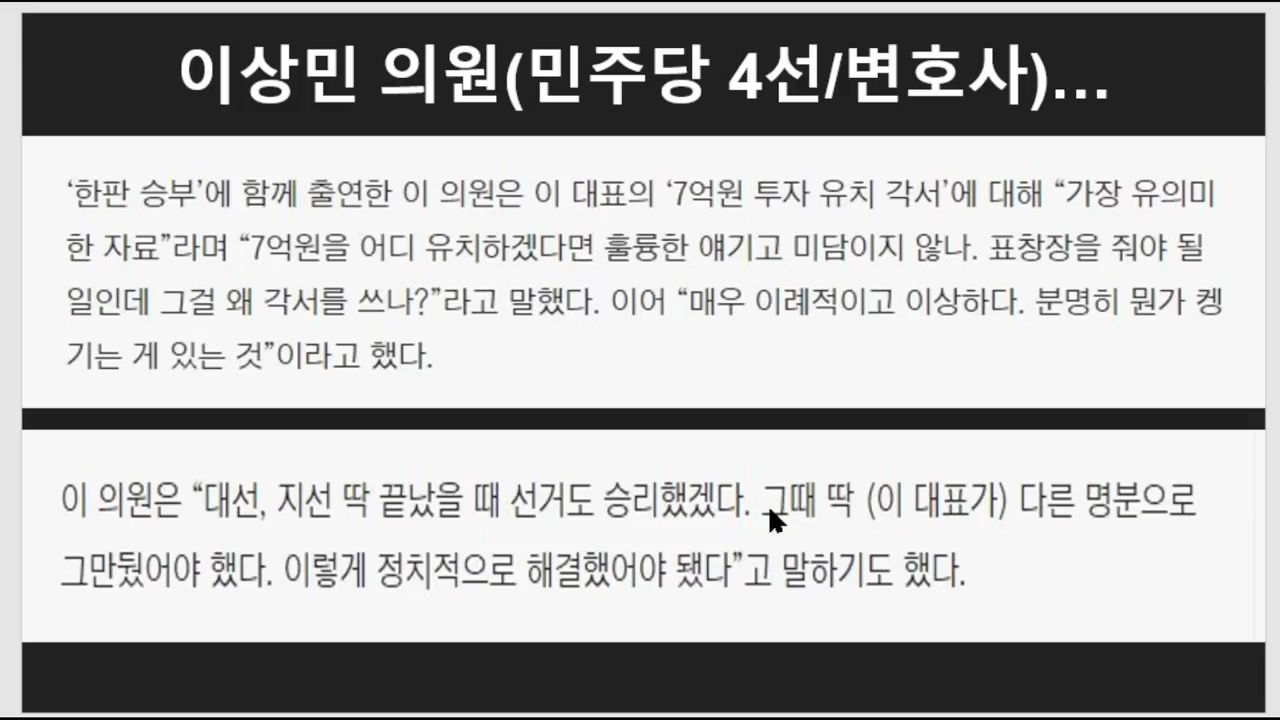 이상민 의원(민주당 4선/변호사)...
‘한판 승부’에 함께 출연한 이 의원은 이 대표의 ‘7억원 투자 유치 각서’에 대해 “가장 유의미
한 자료”라며 “7억원을 어디 유치하겠다면 훌륭한 얘기고 미담이지 않나. 표창장을 줘야 될
일인데 그걸 왜 각서를 쓰나?”라고 말했다. 이어 “매우 이례적이고 이상하다. 분명히 뭔가 켕
기는 게 있는 것”이라고 했다.
이 의원은 “대선, 지선 딱 끝났을 때 선거도 승리했겠다. 그때 딱 (이 대표가) 다른 명분으로
그만뒀어야 했다. 이렇게 정치적으로 해결했어야 됐다”고 말하기도 했다.